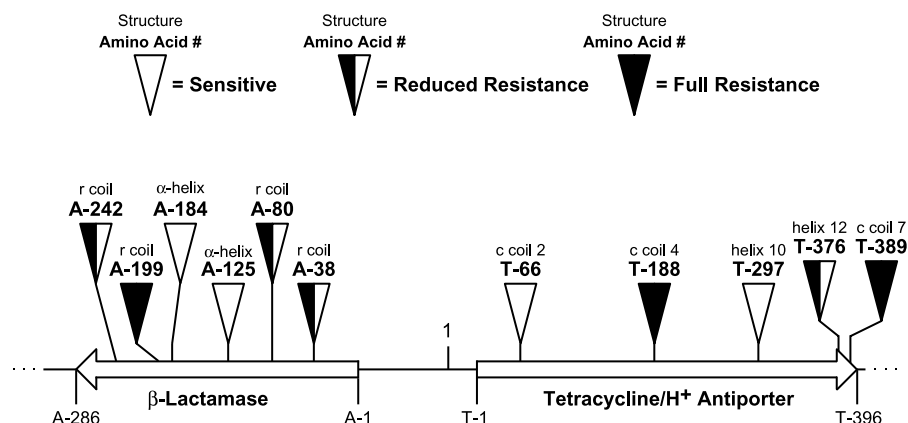 Structure
Amino Acid #
= Sensitive
Structure
Amino Acid #
= Reduced Resistance
Structure
Amino Acid #
= Full Resistance
r coil
A-242
r coil
A-199
α-helix
A-184
α-helix
A-125
r coil
A-80
r coil
A-38
c coil 2
T-66
c coil 4
T-188
helix 10
T-297
helix 12
T-376
c coil 7
T-389
1
β-Lactamase
Tetracycline/H+ Antiporter
A-286
A-1
T-1
T-396